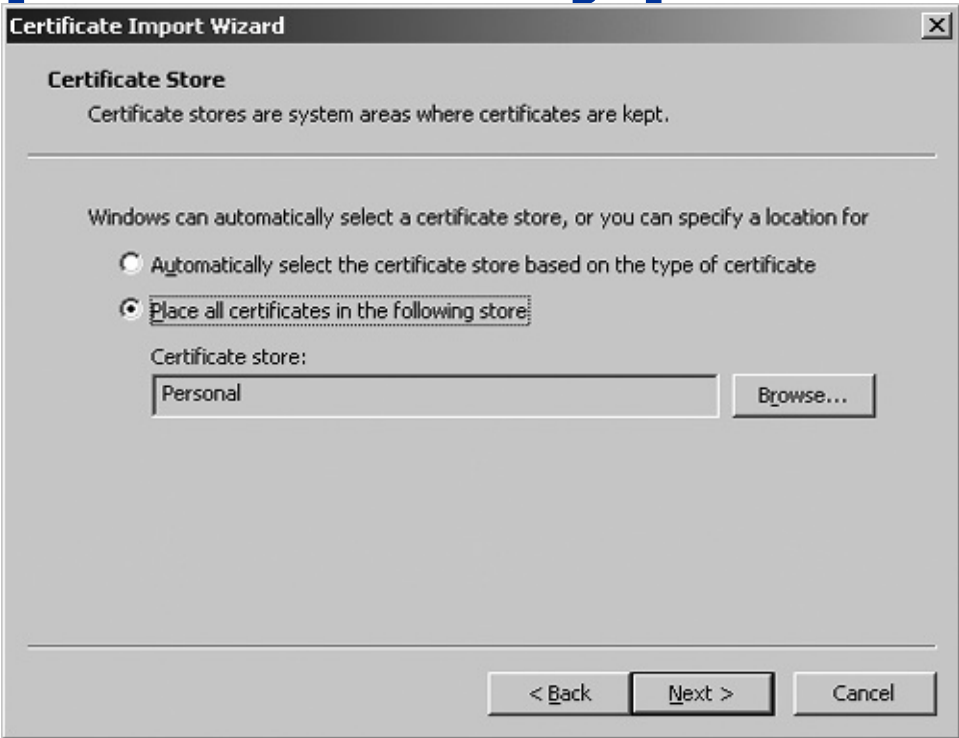 Certificate Import Wizard
Certificate Store
Certificate stores are system areas where certificates are kept.
Windows can automatically select a certificate store, or you can specify a location for
Automatically select the certificate store based on the type of certificate
Place all certificates in the following store
Certificate store:
Personal
Browse...
< Back
Next >
Cancel